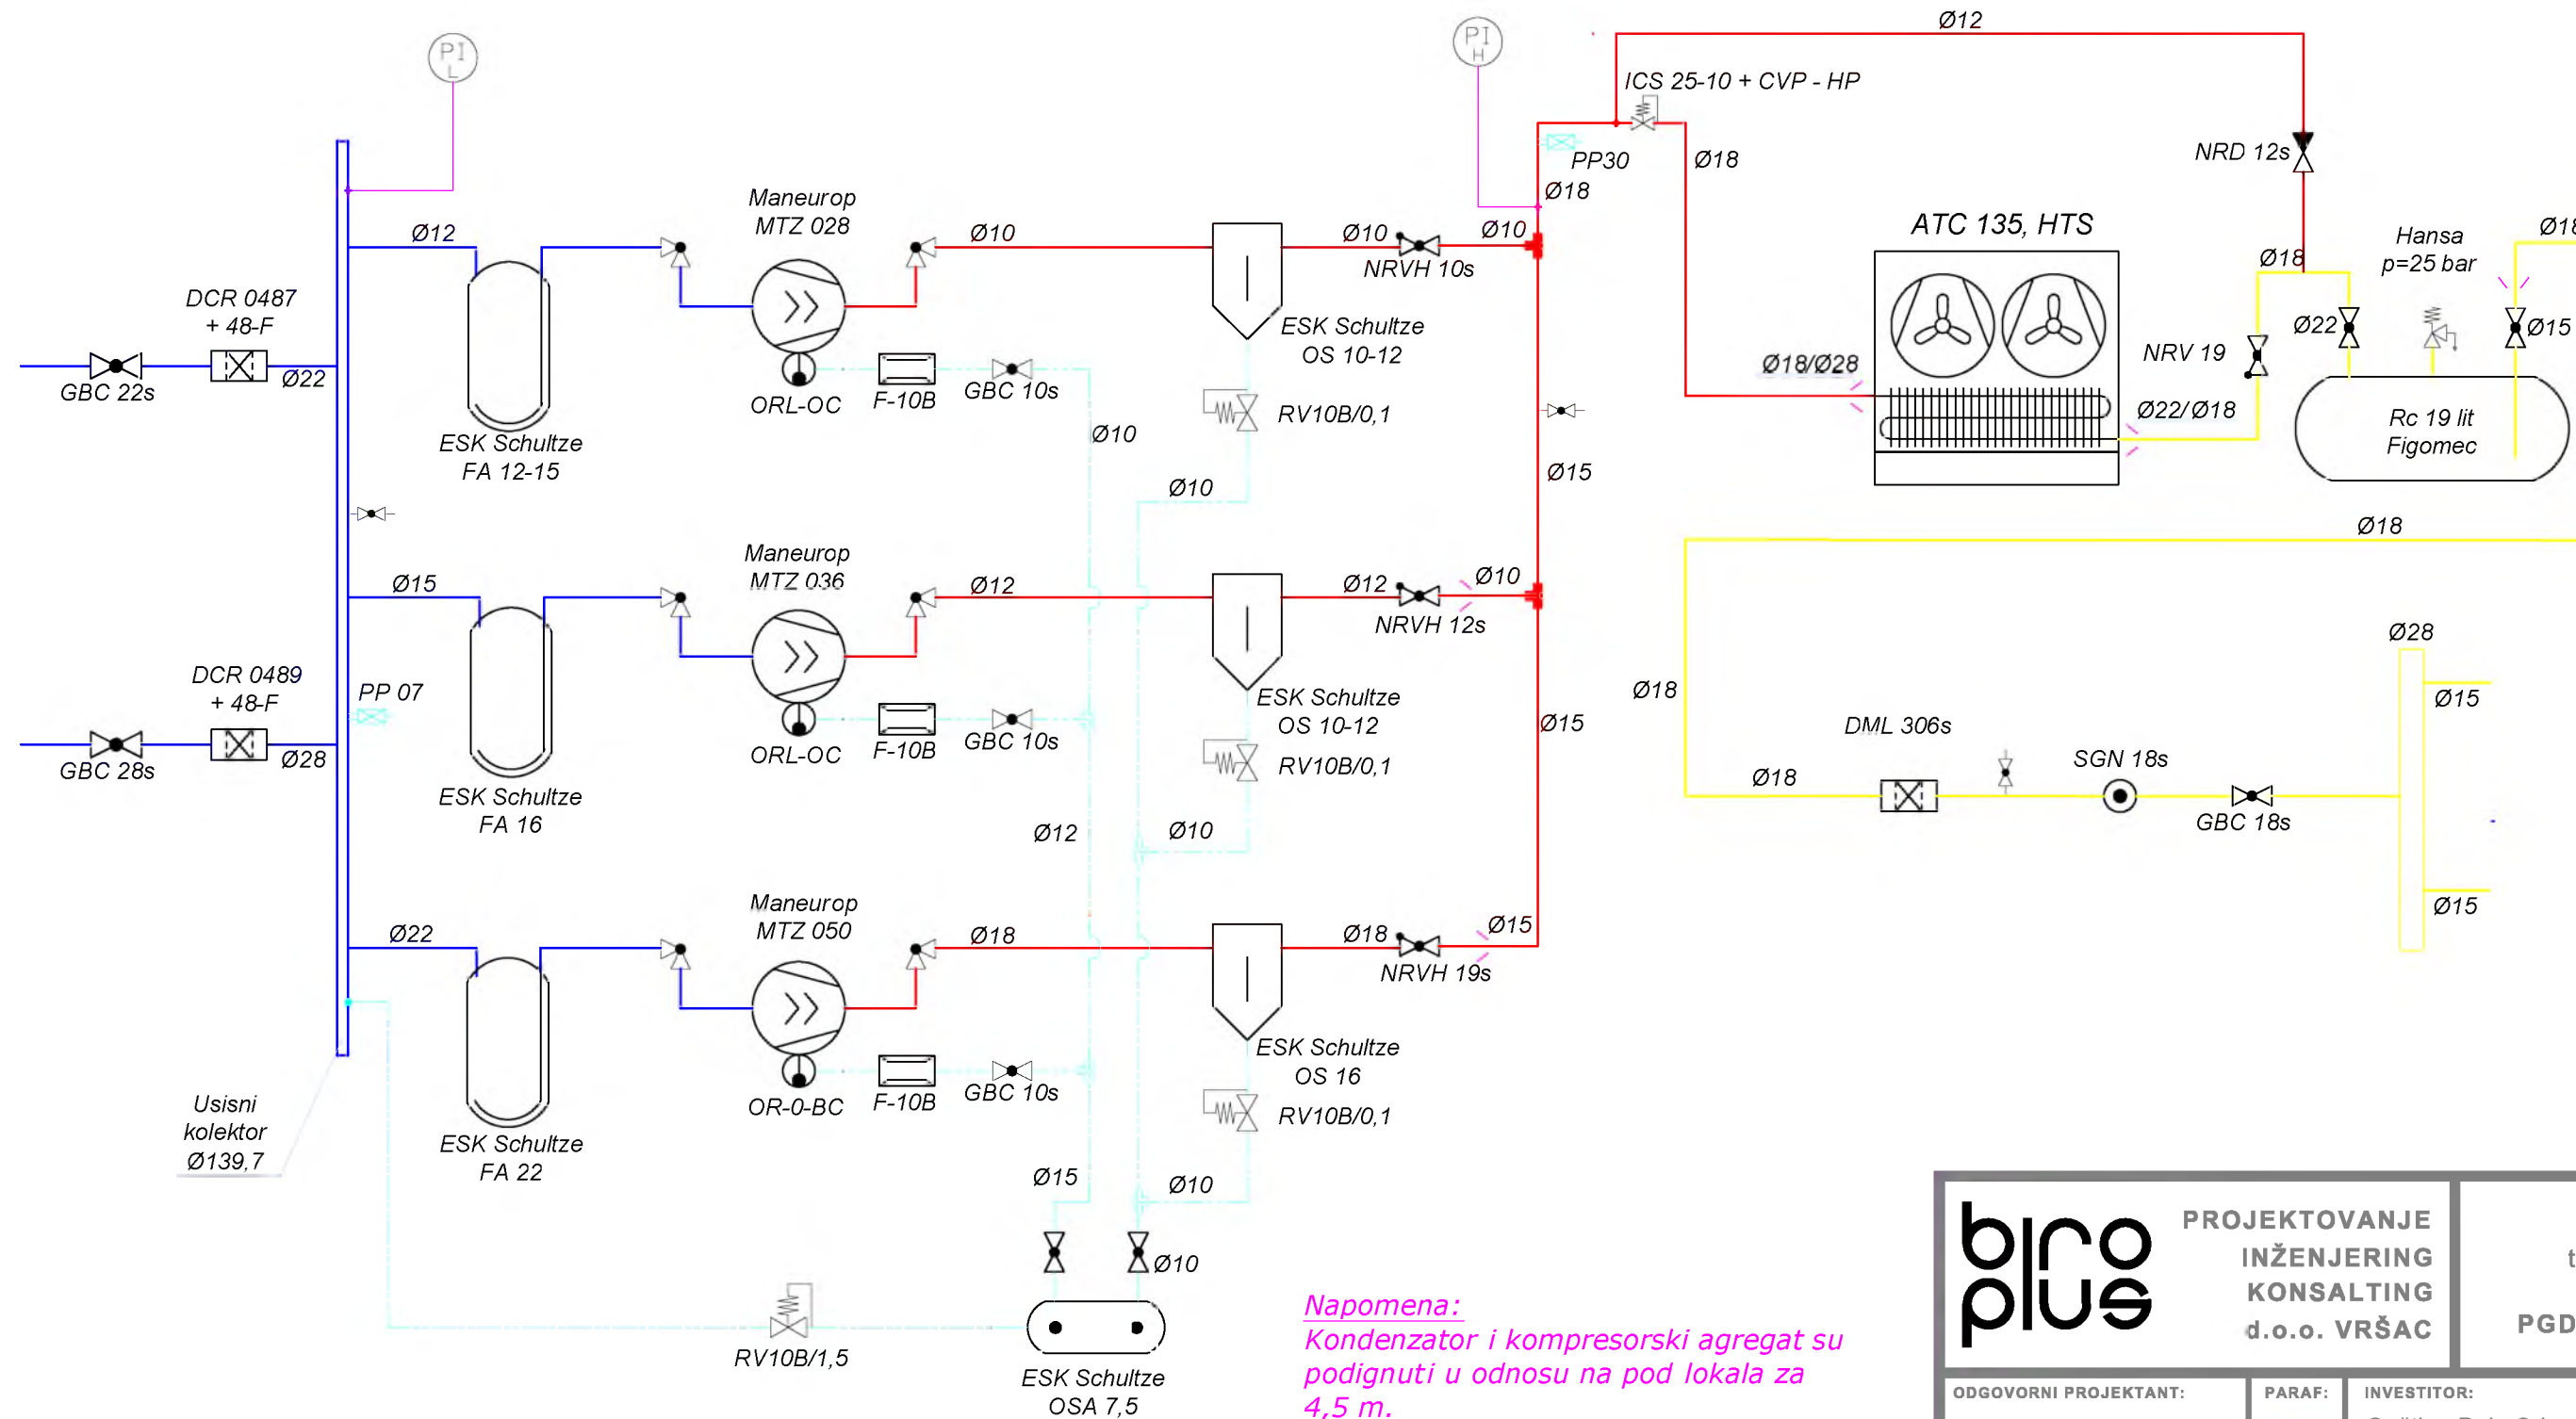 PI
L
PI
H
Ø12
ICS 25-10 + CVP - HP
PP30
Ø18
Ø18
NRD 12s
Maneurop
MTZ 028
Ø12
Ø10
Ø10
Ø10
NRVH 10s
ATC 135, HTS
Ø18
Hansa
p=25 bar
Ø18
DCR 0487
+ 48-F
Ø22
GBC 22s
ESK Schultze
FA 12-15
ORL-OC
F-10B
GBC 10s
Ø10
ESK Schultze
OS 10-12
RV10B/0,1
Ø10
Ø15
Ø18/Ø28
NRV 19
Ø22/Ø18
Ø22
Ø15
Rc 19 lit
Figomec
Ø18
Maneurop
MTZ 036
Ø15
Ø12
Ø12
Ø10
NRVH 12s
DCR 0489
+ 48-F
PP 07
Ø28
GBC 28s
ESK Schultze
FA 16
ORL-OC
F-10B
GBC 10s
Ø12
ESK Schultze
OS 10-12
RV10B/0,1
Ø10
Ø15
Ø18
Ø18
DML 306s
SGN 18s
GBC 18s
Ø28
Ø15
Ø15
Maneurop
MTZ 050
Ø22
Ø18
Ø18
Ø15
NRVH 19s
Usisni
kolektor
Ø139,7
ESK Schultze
FA 22
OR-0-BC
F-10B
GBC 10s
ESK Schultze
OS 16
RV10B/0,1
Ø15
Ø10
Ø10
RV10B/1,5
ESK Schultze
OSA 7,5
Napomena:
Kondenzator i kompresorski agregat su
podignuti u odnosu na pod lokala za
4,5 m.
biro
plus
PROJEKTOVANJE
INŽENJERING
KONSALTING
d.o.o. VRŠAC
t
PGD
ODGOVORNI PROJEKTANT:
PARAF:
INVESTITOR: